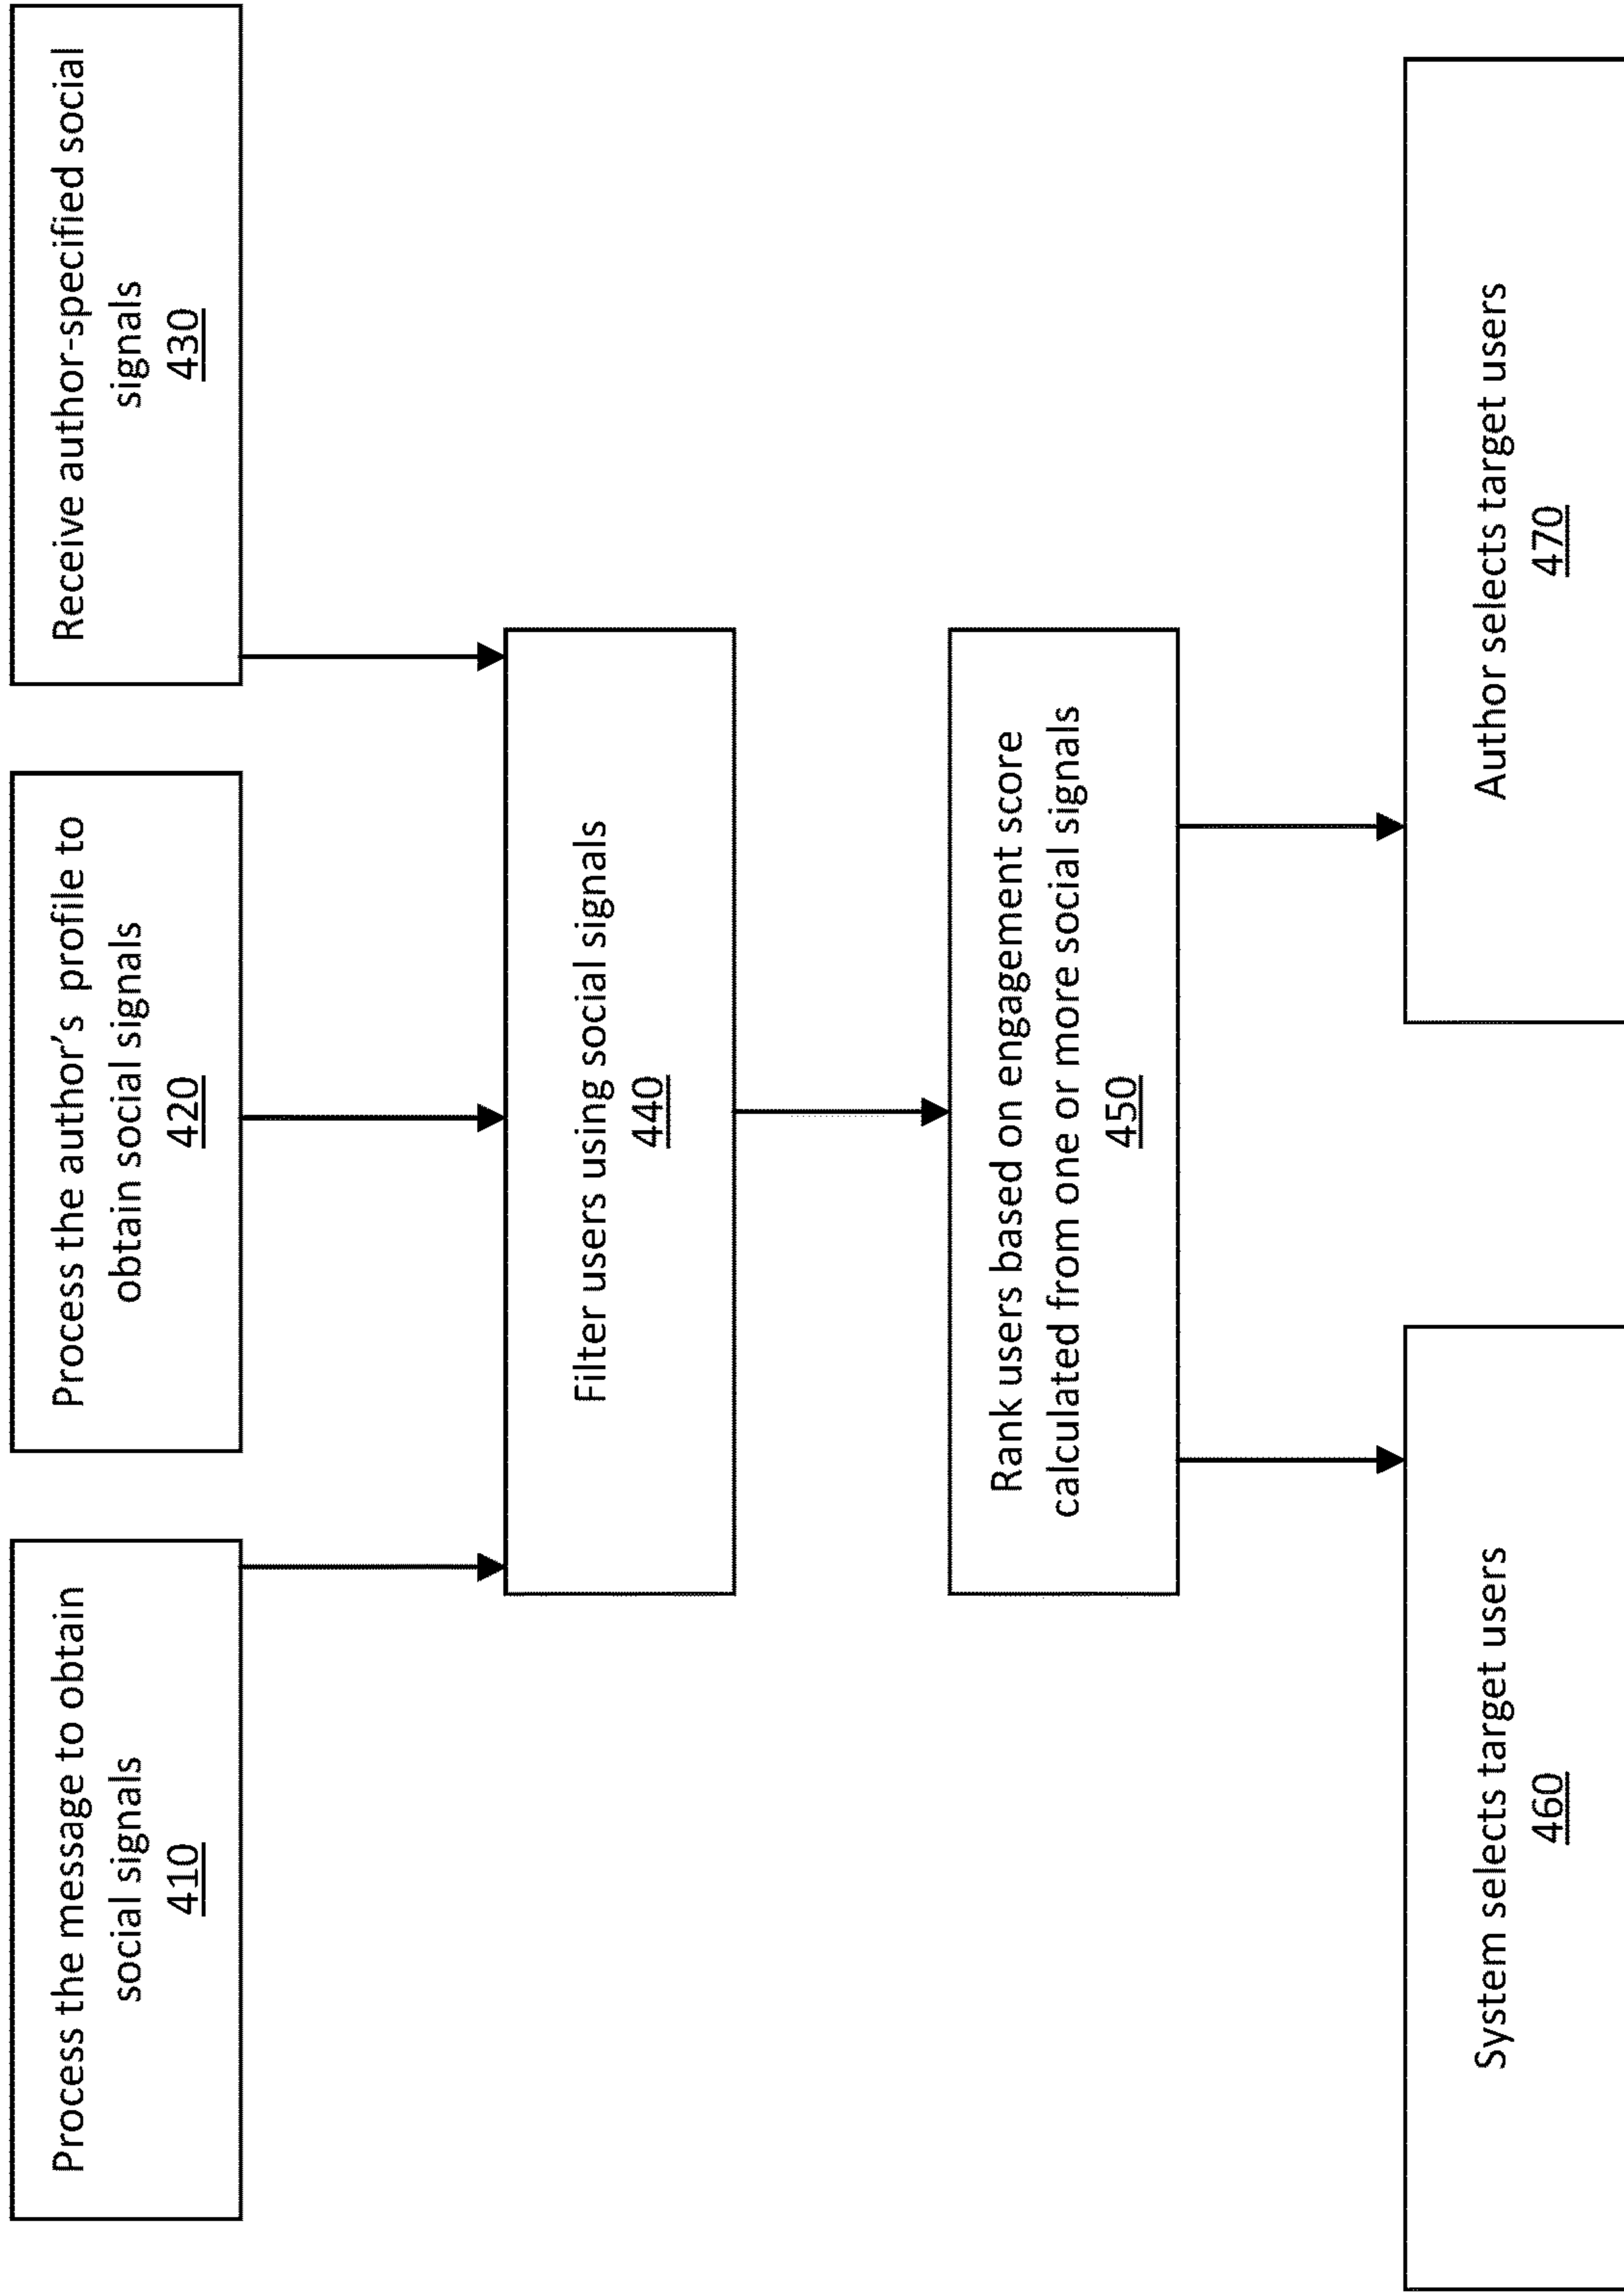 Process the message to obtain
social signals
410
Process the author's profile to
obtain social signals
420
Receive author-specified social
signals
430
Filter users using social signals
440
Rank users based on engagement score
calculated from one or more social signals
450
System selects target users
460
Author selects target users
470